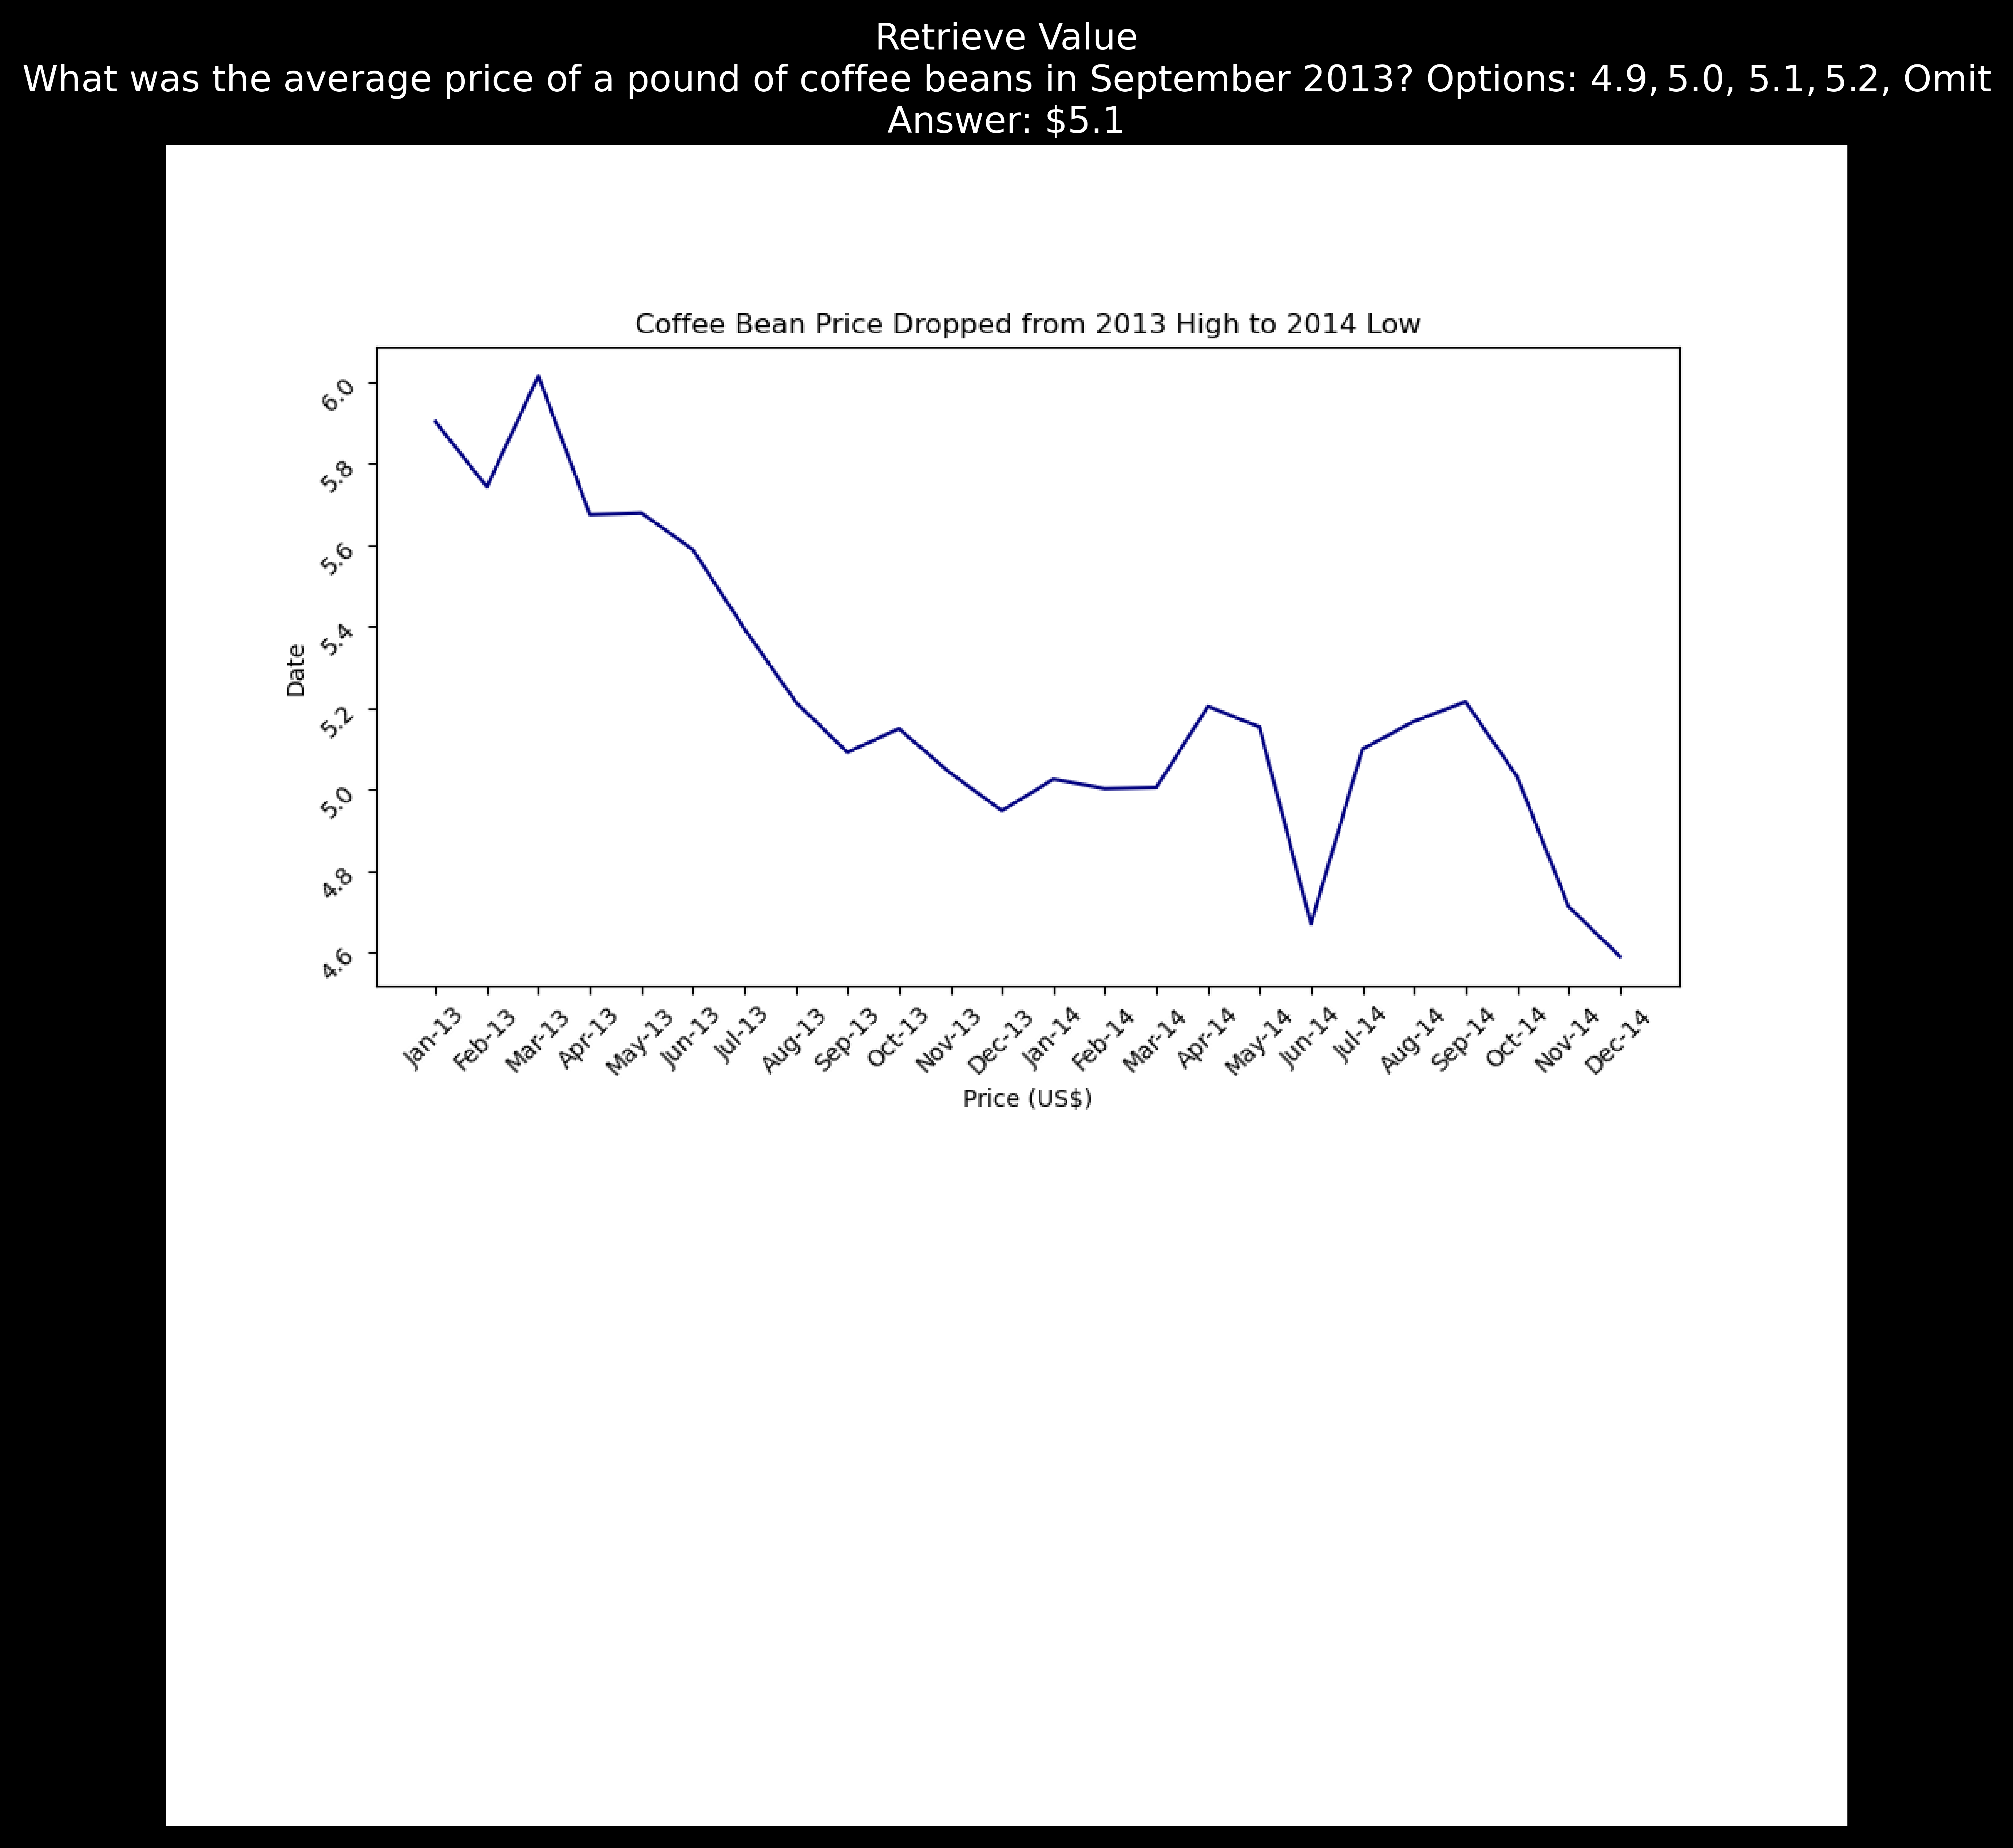 Retrieve Value
What was the average price of a pound of coffee beans in September 2013? Options: 4.9, 5.0, 5.1, 5.2, Omit
Answer: $5.1
Coffee Bean Price Dropped from 2013 High to 2014 Low
6.0
5.8
5.6
5.4
5.2
5.0
4.8
4.6
Date
Jan-13 Feb-13 Mar-13 Apr-13 May-13 Jun-13 Jul-13 Aug-13 Sep-13 Oct-13 Nov-13 Dec-13 Jan-14 Feb-14 Mar-14 Apr-14 May-14 Jun-14 Jul-14 Aug-14 Sep-14 Oct-14 Nov-14 Dec-14
Price (US$)